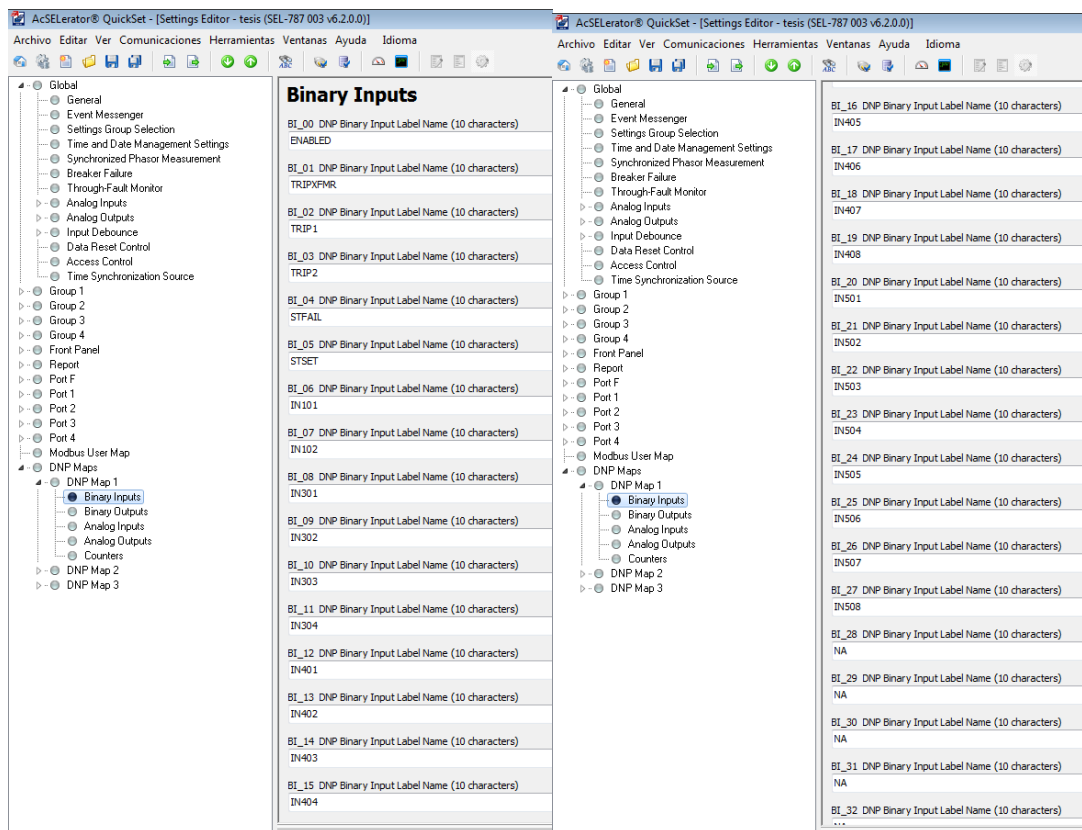 AcSELerator® QuickSet - [Settings Editor - tesis (SEL-787 003 v6.2.0.0)]
Archivo Editar Ver Comunicaciones Herramientas Ventanas Ayuda Idioma
Global
General
Event Messenger
Settings Group Selection
Time and Date Management Settings
Synchronized Phasor Measurement
Breaker Failure
Through-Fault Monitor
Analog Inputs
Analog Outputs
Input Debounce
Data Reset Control
Access Control
Time Synchronization Source
Group 1
Group 2
Group 3
Group 4
Front Panel
Report
Port F
Port 1
Port 2
Port 3
Port 4
Modbus User Map
DNP Maps
DNP Map 1
Binary Inputs
Binary Outputs
Analog Inputs
Analog Outputs
Counters
DNP Map 2
DNP Map 3
Binary Inputs
BI_00 DNP Binary Input Label Name (10 characters)
ENABLED
BI_01 DNP Binary Input Label Name (10 characters)
TRIPXFMR
BI_02 DNP Binary Input Label Name (10 characters)
TRIP1
BI_03 DNP Binary Input Label Name (10 characters)
TRIP2
BI_04 DNP Binary Input Label Name (10 characters)
STFAIL
BI_05 DNP Binary Input Label Name (10 characters)
STSET
BI_06 DNP Binary Input Label Name (10 characters)
IN101
BI_07 DNP Binary Input Label Name (10 characters)
IN102
BI_08 DNP Binary Input Label Name (10 characters)
IN301
BI_09 DNP Binary Input Label Name (10 characters)
IN302
BI_10 DNP Binary Input Label Name (10 characters)
IN303
BI_11 DNP Binary Input Label Name (10 characters)
IN304
BI_12 DNP Binary Input Label Name (10 characters)
IN401
BI_13 DNP Binary Input Label Name (10 characters)
IN402
BI_14 DNP Binary Input Label Name (10 characters)
IN403
BI_15 DNP Binary Input Label Name (10 characters)
IN404
AcSELerator® QuickSet - [Settings Editor - tesis (SEL-787 003 v6.2.0.0)]
Archivo Editar Ver Comunicaciones Herramientas Ventanas Ayuda Idioma
Global
General
Event Messenger
Settings Group Selection
Time and Date Management Settings
Synchronized Phasor Measurement
Breaker Failure
Through-Fault Monitor
Analog Inputs
Analog Outputs
Input Debounce
Data Reset Control
Access Control
Time Synchronization Source
Group 1
Group 2
Group 3
Group 4
Front Panel
Report
Port F
Port 1
Port 2
Port 3
Port 4
Modbus User Map
DNP Maps
DNP Map 1
Binary Inputs
Binary Outputs
Analog Inputs
Analog Outputs
Counters
DNP Map 2
DNP Map 3
BI_16 DNP Binary Input Label Name (10 characters)
IN405
BI_17 DNP Binary Input Label Name (10 characters)
IN406
BI_18 DNP Binary Input Label Name (10 characters)
IN407
BI_19 DNP Binary Input Label Name (10 characters)
IN408
BI_20 DNP Binary Input Label Name (10 characters)
IN501
BI_21 DNP Binary Input Label Name (10 characters)
IN502
BI_22 DNP Binary Input Label Name (10 characters)
IN503
BI_23 DNP Binary Input Label Name (10 characters)
IN504
BI_24 DNP Binary Input Label Name (10 characters)
IN505
BI_25 DNP Binary Input Label Name (10 characters)
IN506
BI_26 DNP Binary Input Label Name (10 characters)
IN507
BI_27 DNP Binary Input Label Name (10 characters)
IN508
BI_28 DNP Binary Input Label Name (10 characters)
NA
BI_29 DNP Binary Input Label Name (10 characters)
NA
BI_30 DNP Binary Input Label Name (10 characters)
NA
BI_31 DNP Binary Input Label Name (10 characters)
NA
BI_32 DNP Binary Input Label Name (10 characters)